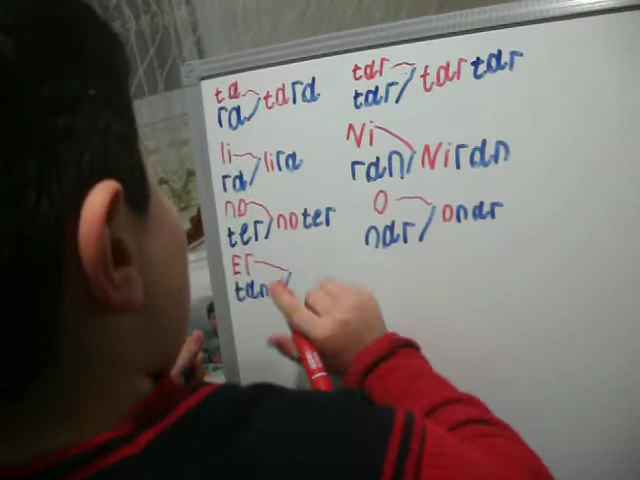 ta
ra tara
li
ra lira
no
ter noter
Er
tan
tar
tar tartar
Ni
ran Niran
O
nar onar